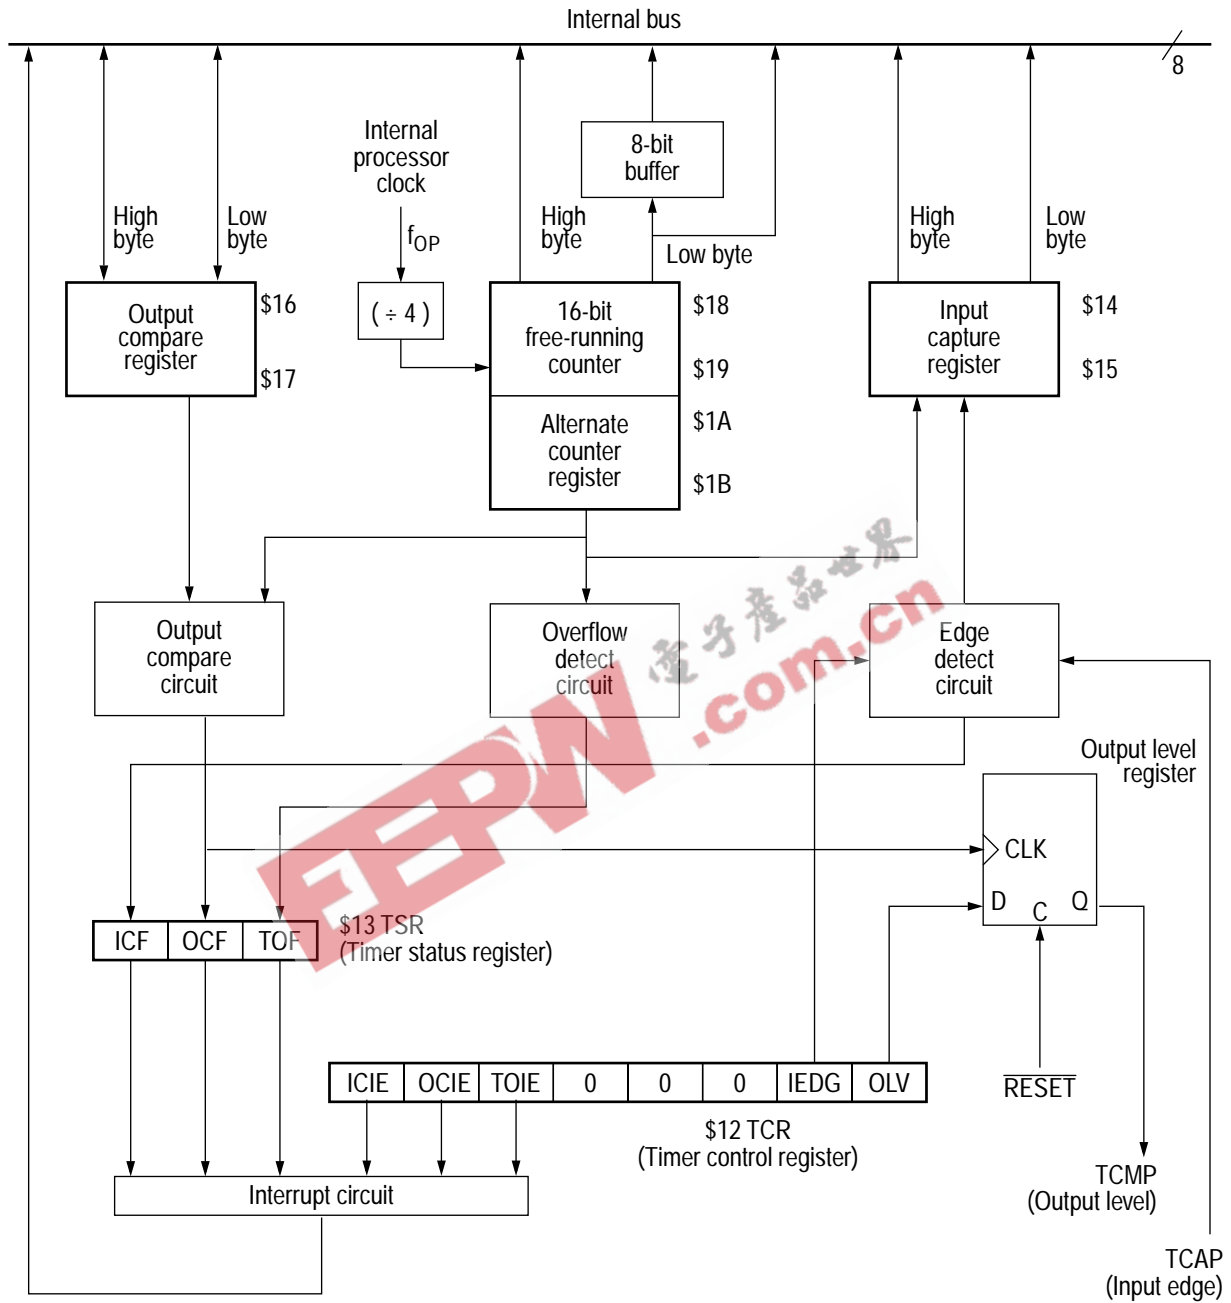 Internal bus
8
Internal
processor
clock
8-bit
buffer
High
byte
Low
byte
fOP
High
byte
Low byte
High
byte
Low
byte
Output
compare
register
$16
$17
( ÷ 4 )
16-bit
free-running
counter
$18
$19
Alternate
counter
register
$1A
$1B
Input
capture
register
$14
$15
Output
compare
circuit
Overflow
detect
circuit
Edge
detect
circuit
電子產品世界
.com.cn
EEPW
Output level
register
CLK
D
C
Q
ICF OCF TOF
$13 TSR
(Timer status register)
ICIE OCIE TOIE 0 0 0 IEDG OLV
$12 TCR
(Timer control register)
RESET
Interrupt circuit
TCMP
(Output level)
TCAP
(Input edge)